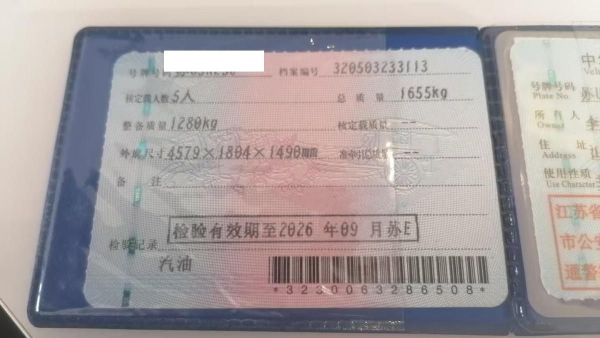 号牌号码 档案编号 320503233113
核定载人数 5人 总质量 1655kg
整备质量 1280kg 核定载质量 --
外廓尺寸 4579×1804×1490mm 准牵引总质量 --
备 注
检验有效期至2026 年09 月苏E
检验记录
汽油
*3230063286508*
号牌号码
Plate No.
所有人
Owner
住 址
Address
使用性质
Use Character
江苏省
市公安
通警